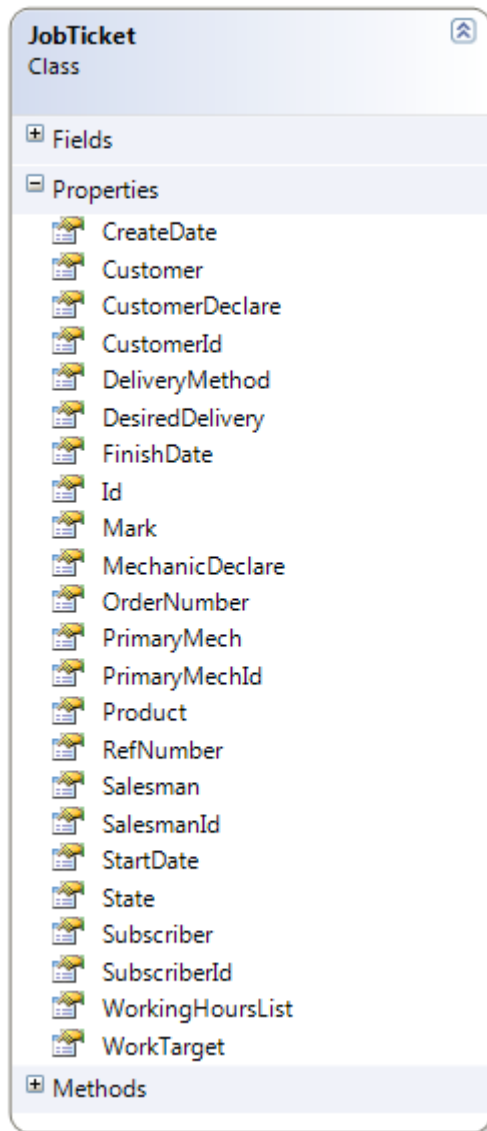 JobTicket
Class
Fields
Properties
CreateDate
Customer
CustomerDeclare
CustomerId
DeliveryMethod
DesiredDelivery
FinishDate
Id
Mark
MechanicDeclare
OrderNumber
PrimaryMech
PrimaryMechId
Product
RefNumber
Salesman
SalesmanId
StartDate
State
Subscriber
SubscriberId
WorkingHoursList
WorkTarget
Methods